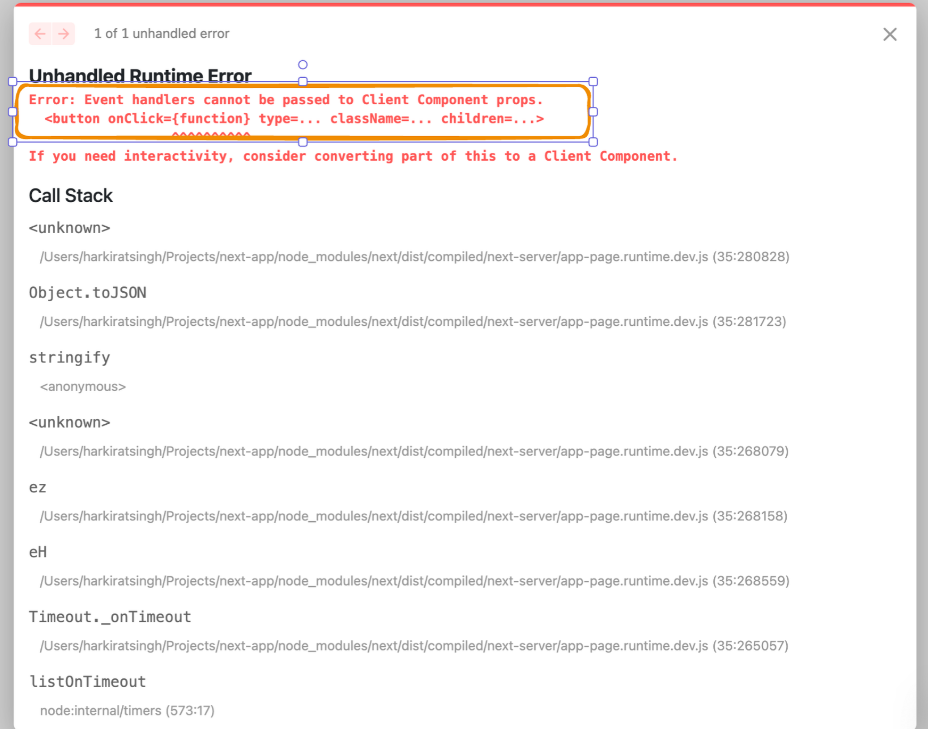 1 of 1 unhandled error
Unhandled Runtime Error
Error: Event handlers cannot be passed to Client Component props.
<button onClick={function} type=... className=... children=...>
^^^^^^^^^^
If you need interactivity, consider converting part of this to a Client Component.
Call Stack
<unknown>
/Users/harkiratsingh/Projects/next-app/node_modules/next/dist/compiled/next-server/app-page.runtime.dev.js (35:280828)
Object.toJSON
/Users/harkiratsingh/Projects/next-app/node_modules/next/dist/compiled/next-server/app-page.runtime.dev.js (35:281723)
stringify
<anonymous>
<unknown>
/Users/harkiratsingh/Projects/next-app/node_modules/next/dist/compiled/next-server/app-page.runtime.dev.js (35:268079)
ez
/Users/harkiratsingh/Projects/next-app/node_modules/next/dist/compiled/next-server/app-page.runtime.dev.js (35:268158)
eH
/Users/harkiratsingh/Projects/next-app/node_modules/next/dist/compiled/next-server/app-page.runtime.dev.js (35:268559)
Timeout._onTimeout
/Users/harkiratsingh/Projects/next-app/node_modules/next/dist/compiled/next-server/app-page.runtime.dev.js (35:265057)
listOnTimeout
node:internal/timers (573:17)